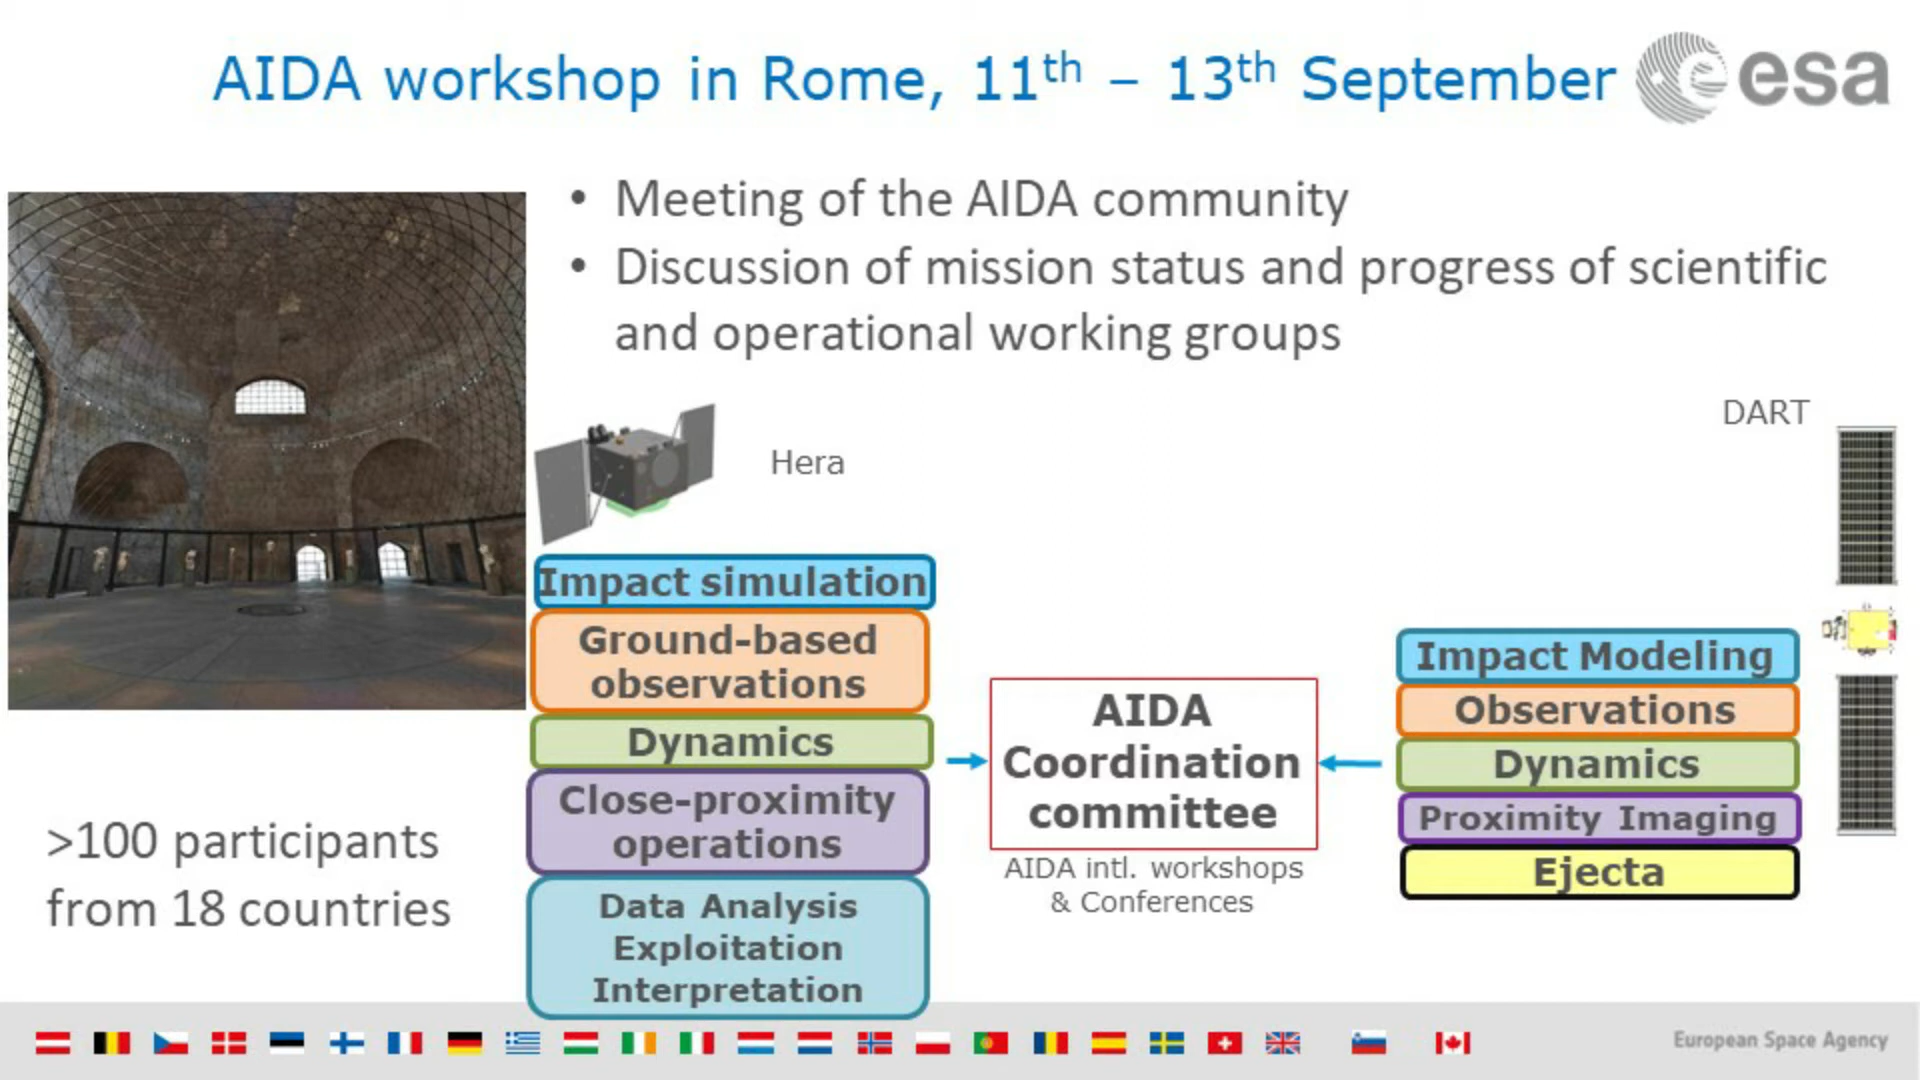 AIDA workshop in Rome, 11th – 13th September
esa
• Meeting of the AIDA community
• Discussion of mission status and progress of scientific
and operational working groups
Hera
DART
Impact simulation
Ground-based
observations
Dynamics
Close-proximity
operations
Data Analysis
Exploitation
Interpretation
AIDA
Coordination
committee
AIDA intl. workshops
& Conferences
Impact Modeling
Observations
Dynamics
Proximity Imaging
Ejecta
>100 participants
from 18 countries
European Space Agency